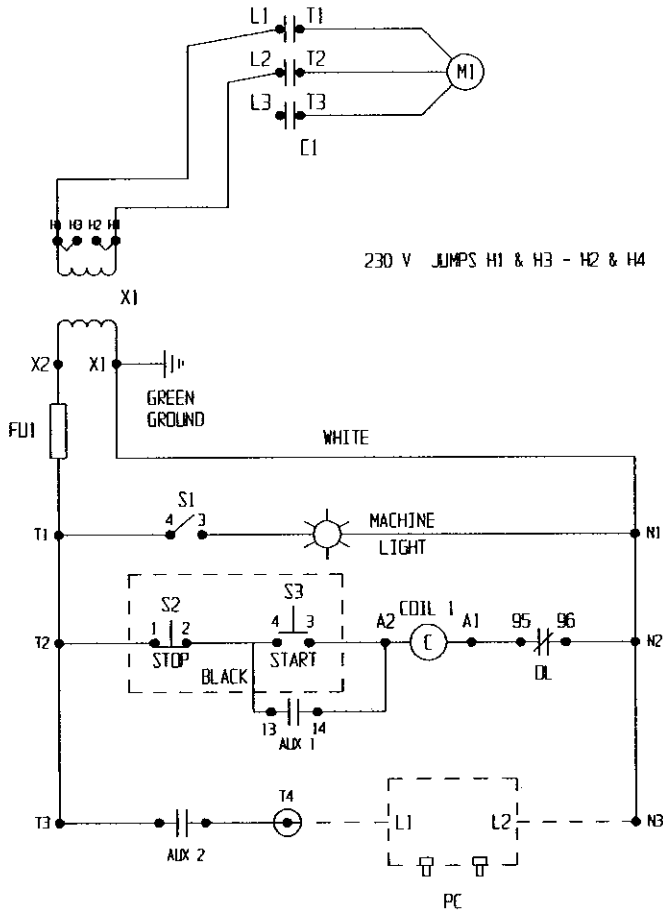 L1 T1
L2 T2
M1
L3 T3
C1
H1 H3 H2 H4
230 V JUMPS H1 & H3 - H2 & H4
X1
X2 X1
GREEN
GROUND
FU1
WHITE
S1
T1 4 3 MACHINE N1
LIGHT
S3
S2 COIL 1
T2 1 2 4 3 A2 C A1 95 96 N2
STOP START OL
BLACK
13 14
AUX 1
T4
T3 L1 L2 N3
AUX 2
PC